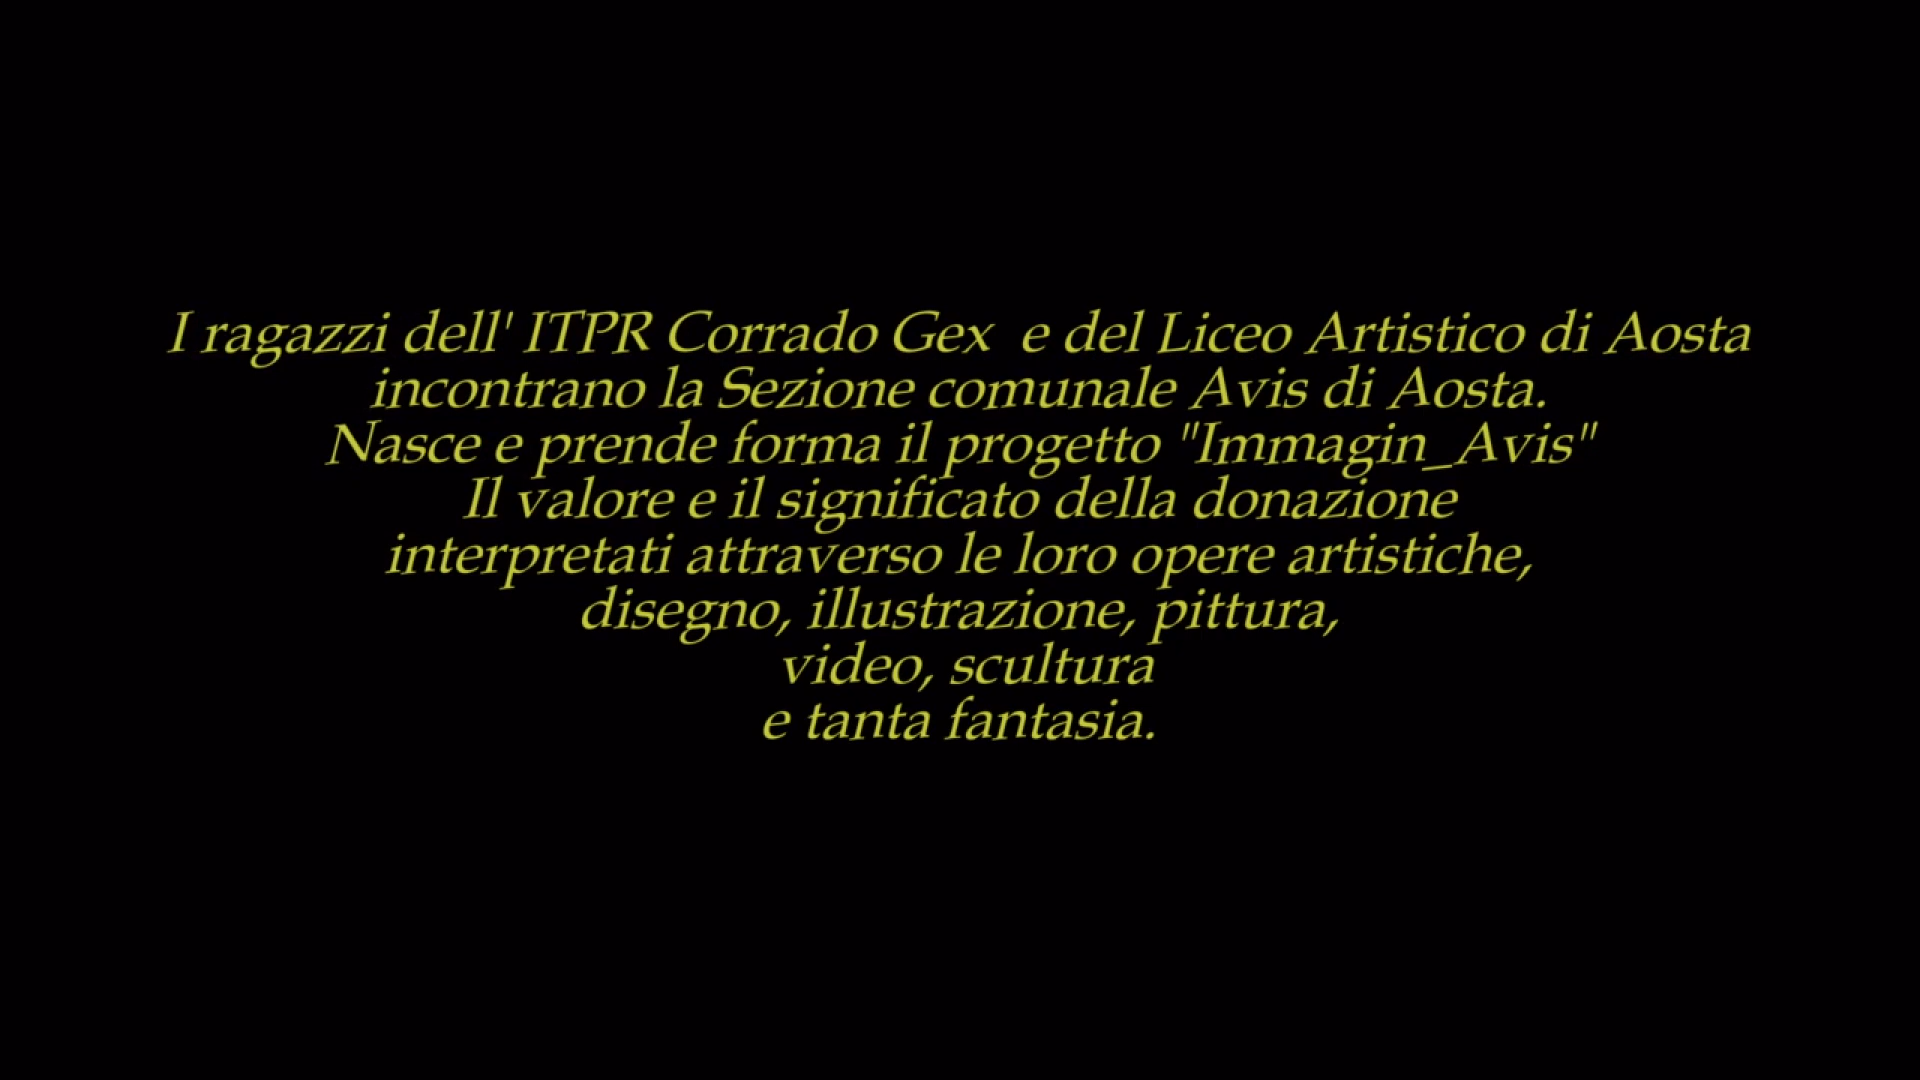 I ragazzi dell' ITPR Corrado Gex  e del Liceo Artistico di Aosta
incontrano la Sezione comunale Avis di Aosta.
Nasce e prende forma il progetto "Immagin_Avis"
Il valore e il significato della donazione
interpretati attraverso le loro opere artistiche,
disegno, illustrazione, pittura,
video, scultura
e tanta fantasia.